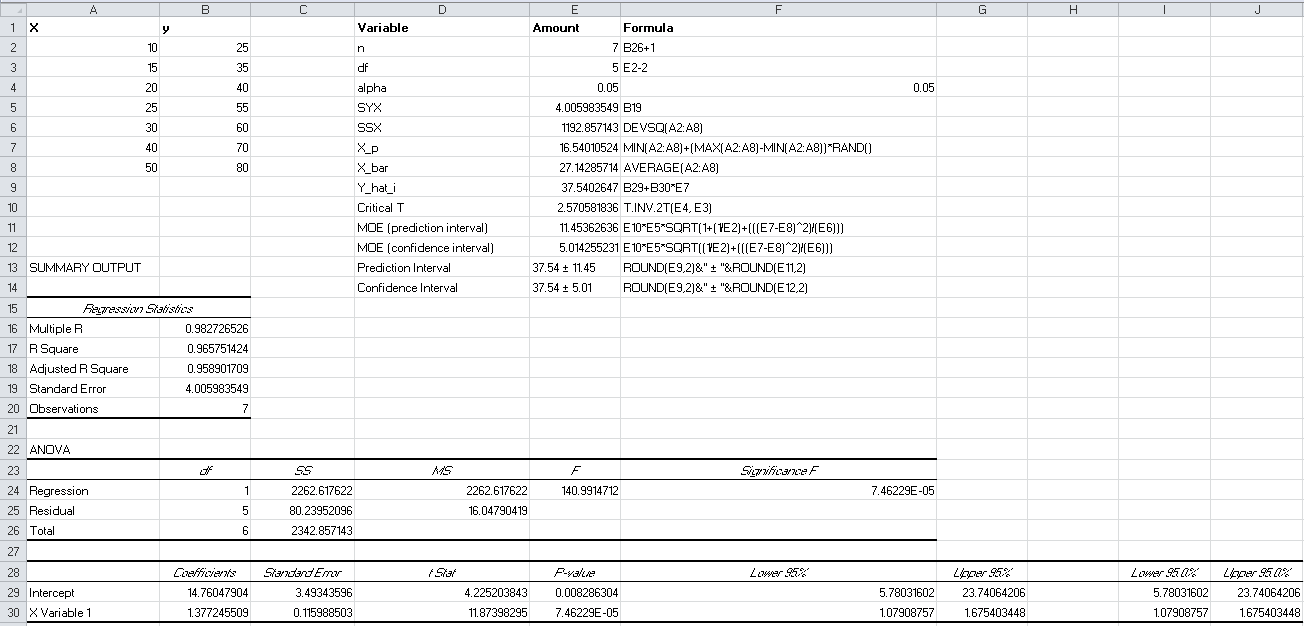 A B C D E F G H I J
1 X y Variable Amount Formula
2 10 25 n 7 B26+1
3 15 35 df 5 E2-2
4 20 40 alpha 0.05 0.05
5 25 55 SYX 4.005983549 B19
6 30 60 SSX 1192.857143 DEVSQ(A2:A8)
7 40 70 X_p 16.54010524 MIN(A2:A8)+(MAX(A2:A8)-MIN(A2:A8))*RAND()
8 50 80 X_bar 27.14285714 AVERAGE(A2:A8)
9 Y_hat_i 37.5402647 B29+B30*E7
10 Critical T 2.570581836 T.INV.2T(E4, E3)
11 MOE (prediction interval) 11.45362636 E10*E5*SQRT(1+(1/E2)+(((E7-E8)^2)/(E6)))
12 MOE (confidence interval) 5.014255231 E10*E5*SQRT((1/E2)+(((E7-E8)^2)/(E6)))
13 SUMMARY OUTPUT Prediction Interval 37.54 ± 11.45 ROUND(E9,2)&" ± "&ROUND(E11,2)
14 Confidence Interval 37.54 ± 5.01 ROUND(E9,2)&" ± "&ROUND(E12,2)
15 Regression Statistics
16 Multiple R 0.982726526
17 R Square 0.965751424
18 Adjusted R Square 0.958901709
19 Standard Error 4.005983549
20 Observations 7
21
22 ANOVA
23 df SS MS F Significance F
24 Regression 1 2262.617622 2262.617622 140.9914712 7.46229E-05
25 Residual 5 80.23952096 16.04790419
26 Total 6 2342.857143
27
28 Coefficients Standard Error t Stat P-value Lower 95% Upper 95% Lower 95.0% Upper 95.0%
29 Intercept 14.76047904 3.49343596 4.225203843 0.008286304 5.78031602 23.74064206 5.78031602 23.74064206
30 X Variable 1 1.377245509 0.115988503 11.87398295 7.46229E-05 1.07908757 1.675403448 1.07908757 1.675403448